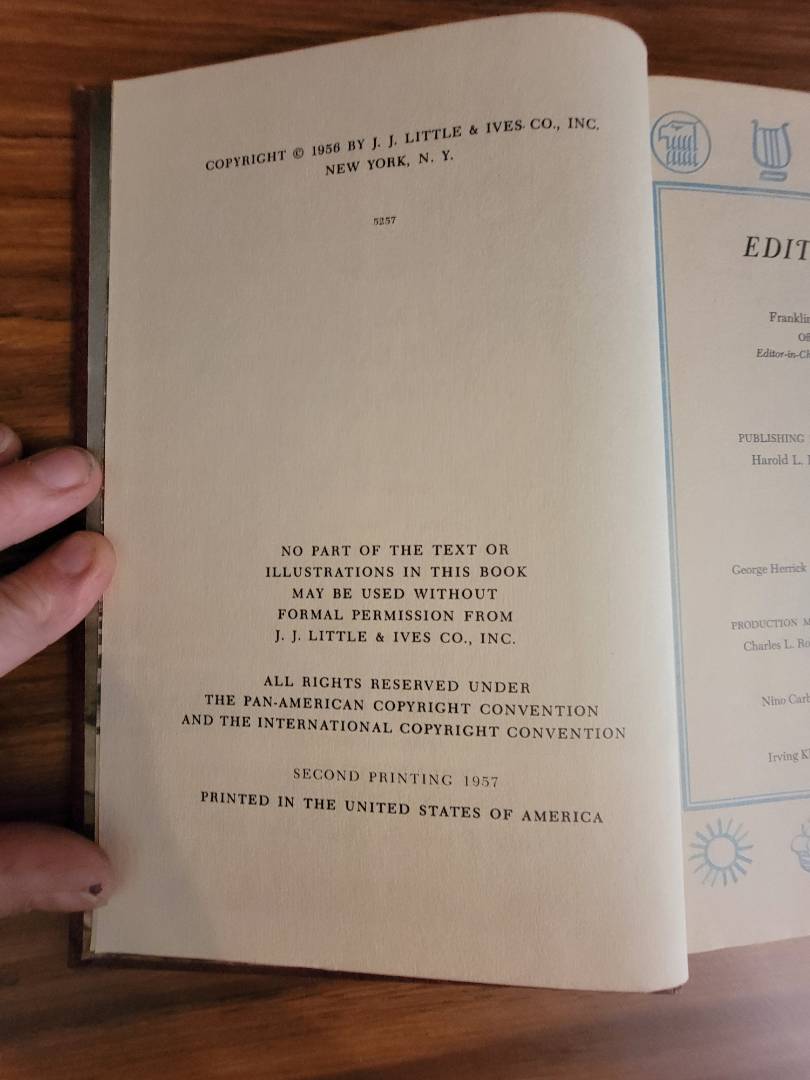 COPYRIGHT © 1956 BY J. J. LITTLE & IVES CO., INC.
NEW YORK, N. Y.
5257
NO PART OF THE TEXT OR
ILLUSTRATIONS IN THIS BOOK
MAY BE USED WITHOUT
FORMAL PERMISSION FROM
J. J. LITTLE & IVES CO., INC.
ALL RIGHTS RESERVED UNDER
THE PAN-AMERICAN COPYRIGHT CONVENTION
AND THE INTERNATIONAL COPYRIGHT CONVENTION
SECOND PRINTING 1957
PRINTED IN THE UNITED STATES OF AMERICA
EDIT
Franklin
Of
Editor-in-Ch
PUBLISHING
Harold L.
George Herrick
PRODUCTION M
Charles L. Ro
Nino Carb
Irving K